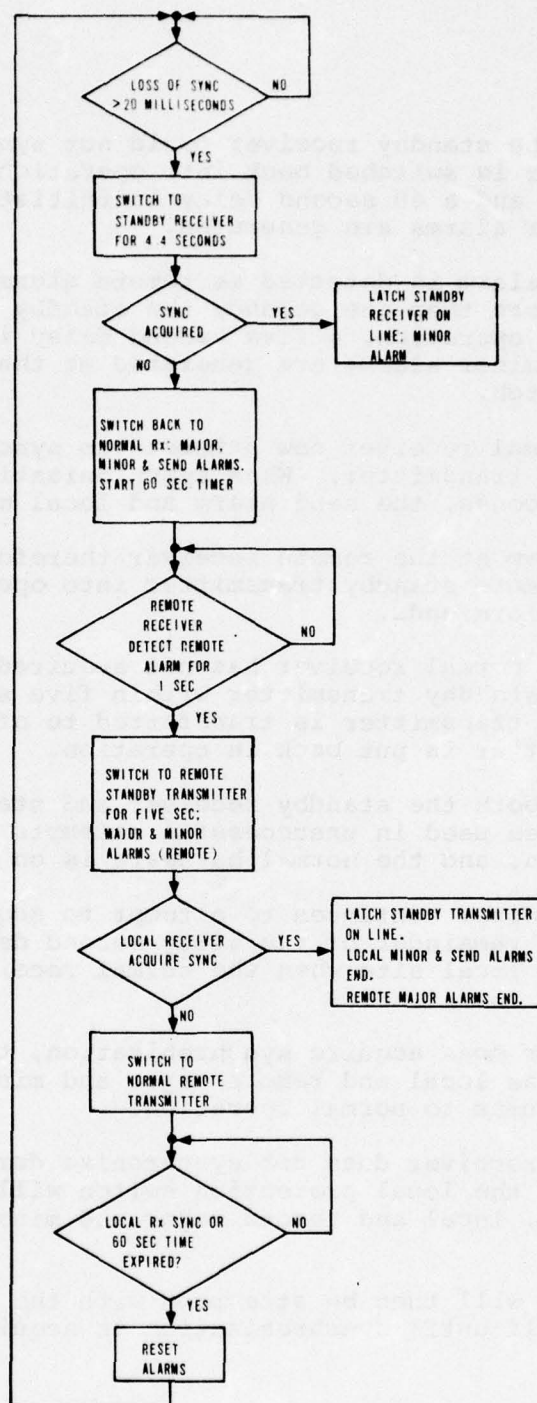 LOSS OF SYNC
>20 MILLISECONDS
NO
YES
SWITCH TO
STANDBY RECEIVER
FOR 4.4 SECONDS
SYNC
ACQUIRED
YES
LATCH STANDBY
RECEIVER ON
LINE: MINOR
ALARM
NO
SWITCH BACK TO
NORMAL Rx: MAJOR,
MINOR & SEND ALARMS.
START 60 SEC TIMER
REMOTE
RECEIVER
DETECT REMOTE
ALARM FOR
1 SEC
NO
YES
SWITCH TO REMOTE
STANDBY TRANSMITTER
FOR FIVE SEC:
MAJOR & MINOR
ALARMS (REMOTE)
LOCAL RECEIVER
ACQUIRE SYNC
YES
LATCH STANDBY TRANSMITTER
ON LINE.
LOCAL MINOR & SEND ALARMS
END.
REMOTE MAJOR ALARMS END.
NO
SWITCH TO
NORMAL REMOTE
TRANSMITTER
LOCAL Rx SYNC OR
60 SEC TIME
EXPIRED?
NO
YES
RESET
ALARMS